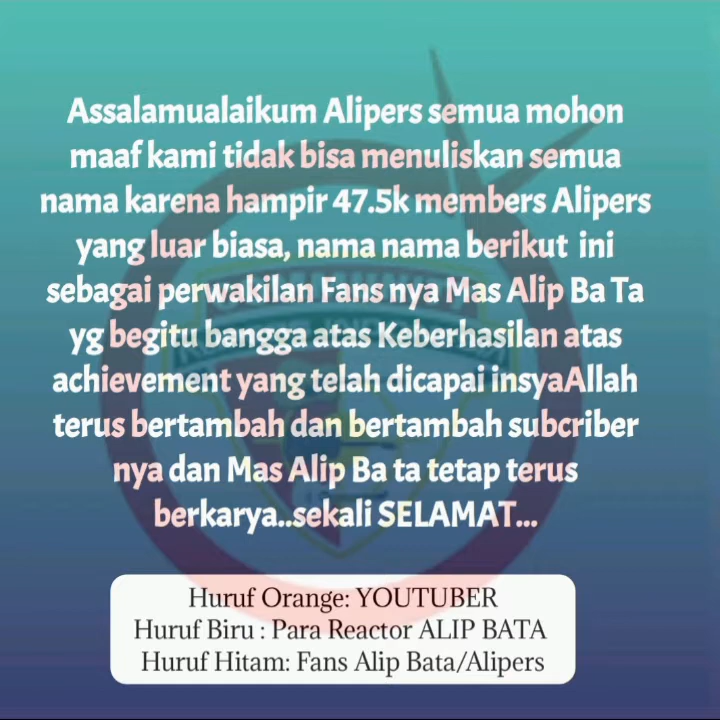 Assalamualaikum Alipers semua mohon
maaf kami tidak bisa menuliskan semua
nama karena hampir 47.5k members Alipers
yang luar biasa, nama nama berikut ini
sebagai perwakilan Fans nya Mas Alip Ba Ta
yg begitu bangga atas Keberhasilan atas
achievement yang telah dicapai insyaAllah
terus bertambah dan bertambah subcriber
nya dan Mas Alip Ba ta tetap terus
berkarya..sekali SELAMAT...
Huruf Orange: YOUTUBER
Huruf Biru : Para Reactor ALIP BATA
Huruf Hitam: Fans Alip Bata/Alipers